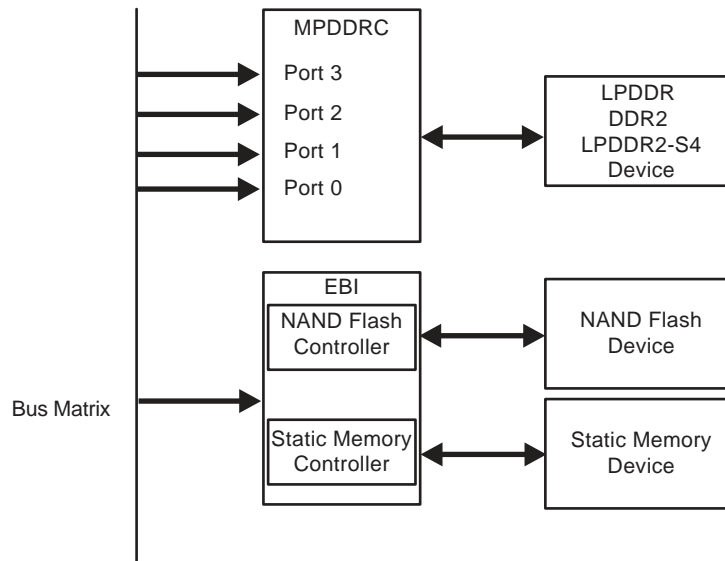 MPDDRC
Port 3
Port 2
Port 1
Port 0
LPDDR
DDR2
LPDDR2-S4
Device
EBI
NAND Flash
Controller
NAND Flash
Device
Bus Matrix
Static Memory
Controller
Static Memory
Device